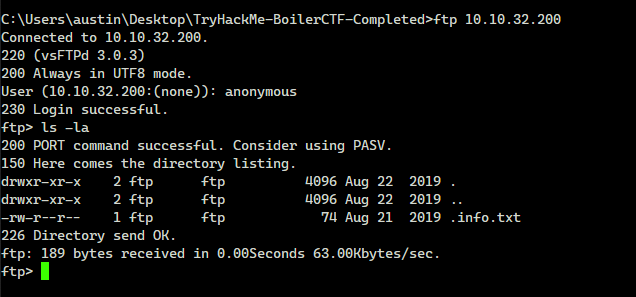 C:\Users\austin\Desktop\TryHackMe-BoilerCTF-Completed>ftp 10.10.32.200
Connected to 10.10.32.200.
220 (vsFTPd 3.0.3)
200 Always in UTF8 mode.
User (10.10.32.200:(none)): anonymous
230 Login successful.
ftp> ls -la
200 PORT command successful. Consider using PASV.
150 Here comes the directory listing.
drwxr-xr-x    2 ftp      ftp          4096 Aug 22  2019 .
drwxr-xr-x    2 ftp      ftp          4096 Aug 22  2019 ..
-rw-r--r--    1 ftp      ftp            74 Aug 21  2019 .info.txt
226 Directory send OK.
ftp: 189 bytes received in 0.00Seconds 63.00Kbytes/sec.
ftp>